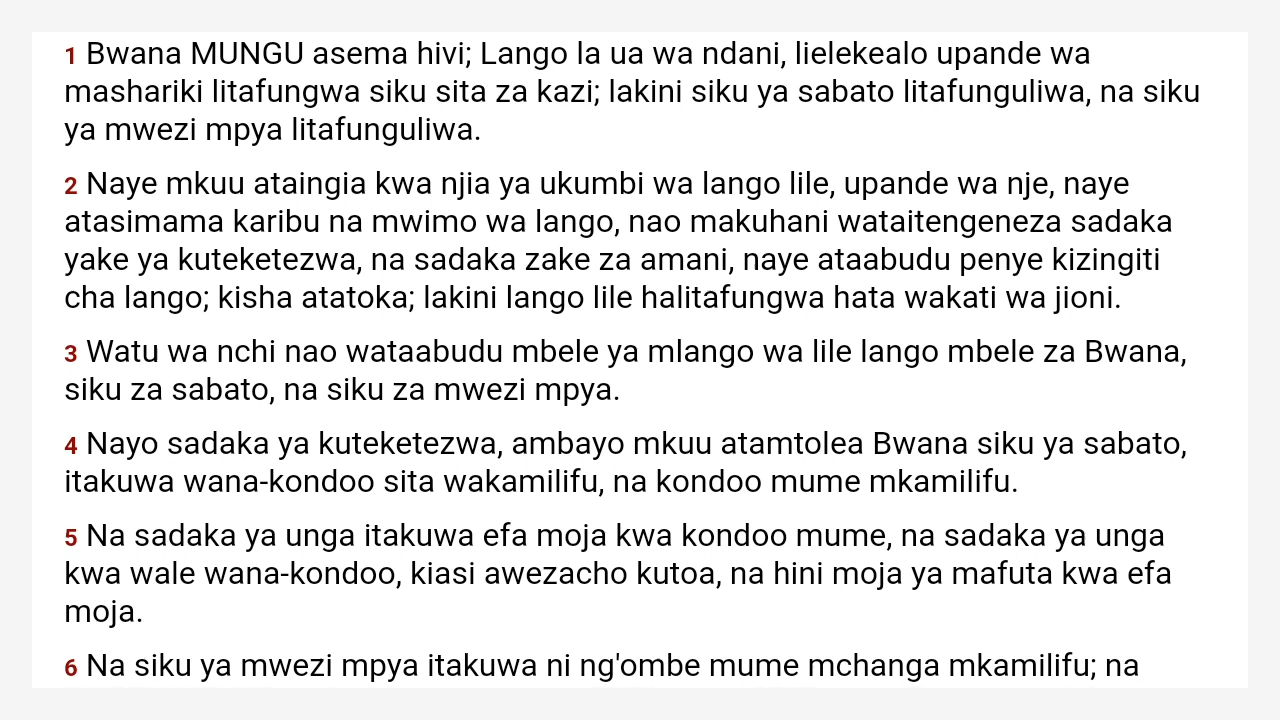 1 Bwana MUNGU asema hivi; Lango la ua wa ndani, lielekealo upande wa
mashariki litafungwa siku sita za kazi; lakini siku ya sabato litafunguliwa, na siku
ya mwezi mpya litafunguliwa.
2 Naye mkuu ataingia kwa njia ya ukumbi wa lango lile, upande wa nje, naye
atasimama karibu na mwimo wa lango, nao makuhani wataitengeneza sadaka
yake ya kuteketezwa, na sadaka zake za amani, naye ataabudu penye kizingiti
cha lango; kisha atatoka; lakini lango lile halitafungwa hata wakati wa jioni.
3 Watu wa nchi nao wataabudu mbele ya mlango wa lile lango mbele za Bwana,
siku za sabato, na siku za mwezi mpya.
4 Nayo sadaka ya kuteketezwa, ambayo mkuu atamtolea Bwana siku ya sabato,
itakuwa wana-kondoo sita wakamilifu, na kondoo mume mkamilifu.
5 Na sadaka ya unga itakuwa efa moja kwa kondoo mume, na sadaka ya unga
kwa wale wana-kondoo, kiasi awezacho kutoa, na hini moja ya mafuta kwa efa
moja.
6 Na siku ya mwezi mpya itakuwa ni ng'ombe mume mchanga mkamilifu; na